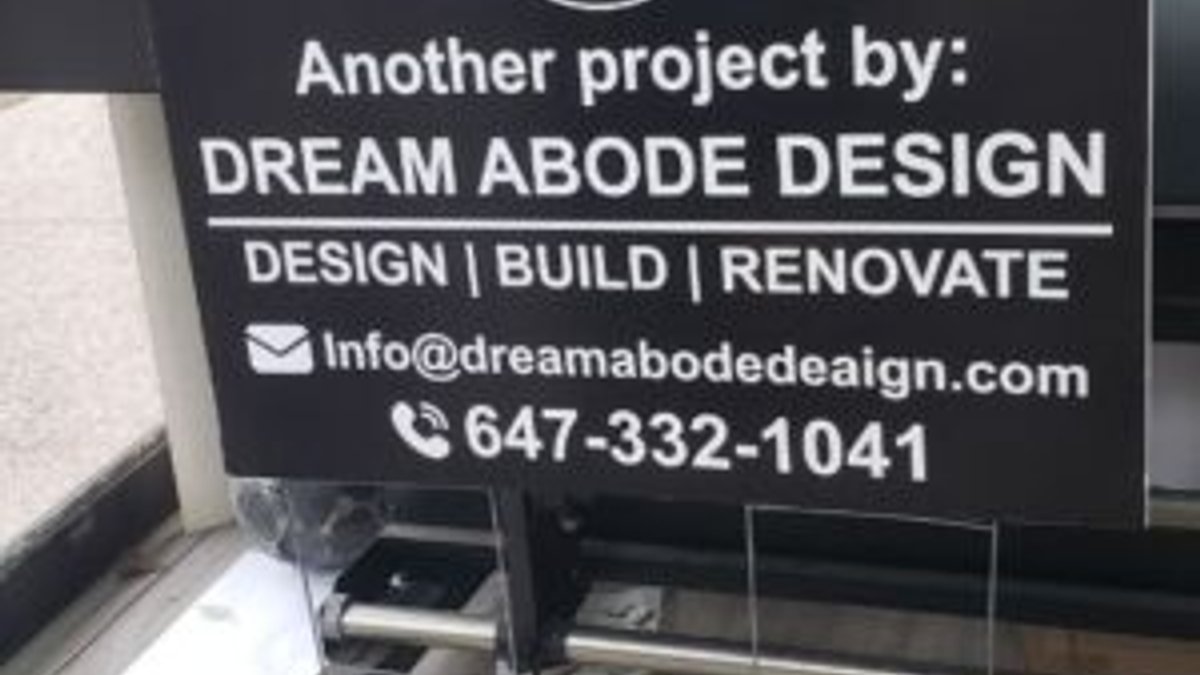 Another project by:
DREAM ABODE DESIGN
DESIGN | BUILD | RENOVATE
Info@dreamabodedeaign.com
647-332-1041